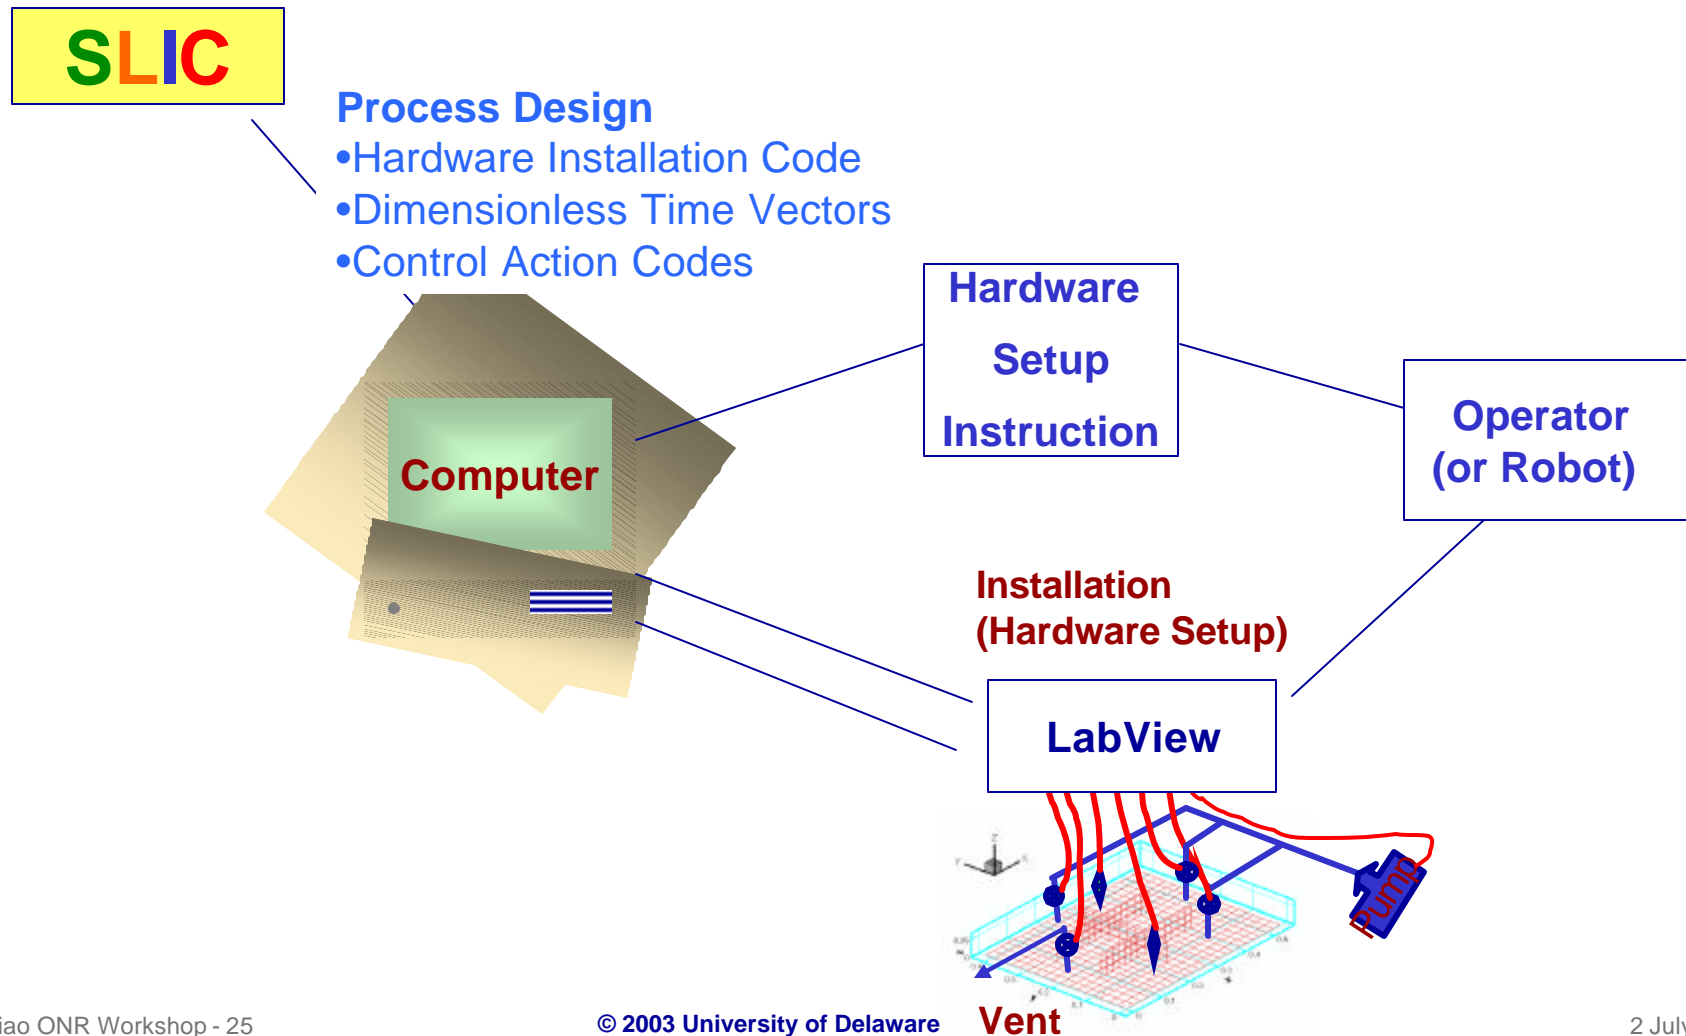 SLIC
Process Design
•Hardware Installation Code
•Dimensionless Time Vectors
•Control Action Codes
Hardware
Setup
Instruction
Operator
(or Robot)
Computer
Installation
(Hardware Setup)
LabView
Pump
Vent
iao ONR Workshop - 25
© 2003 University of Delaware
2 July